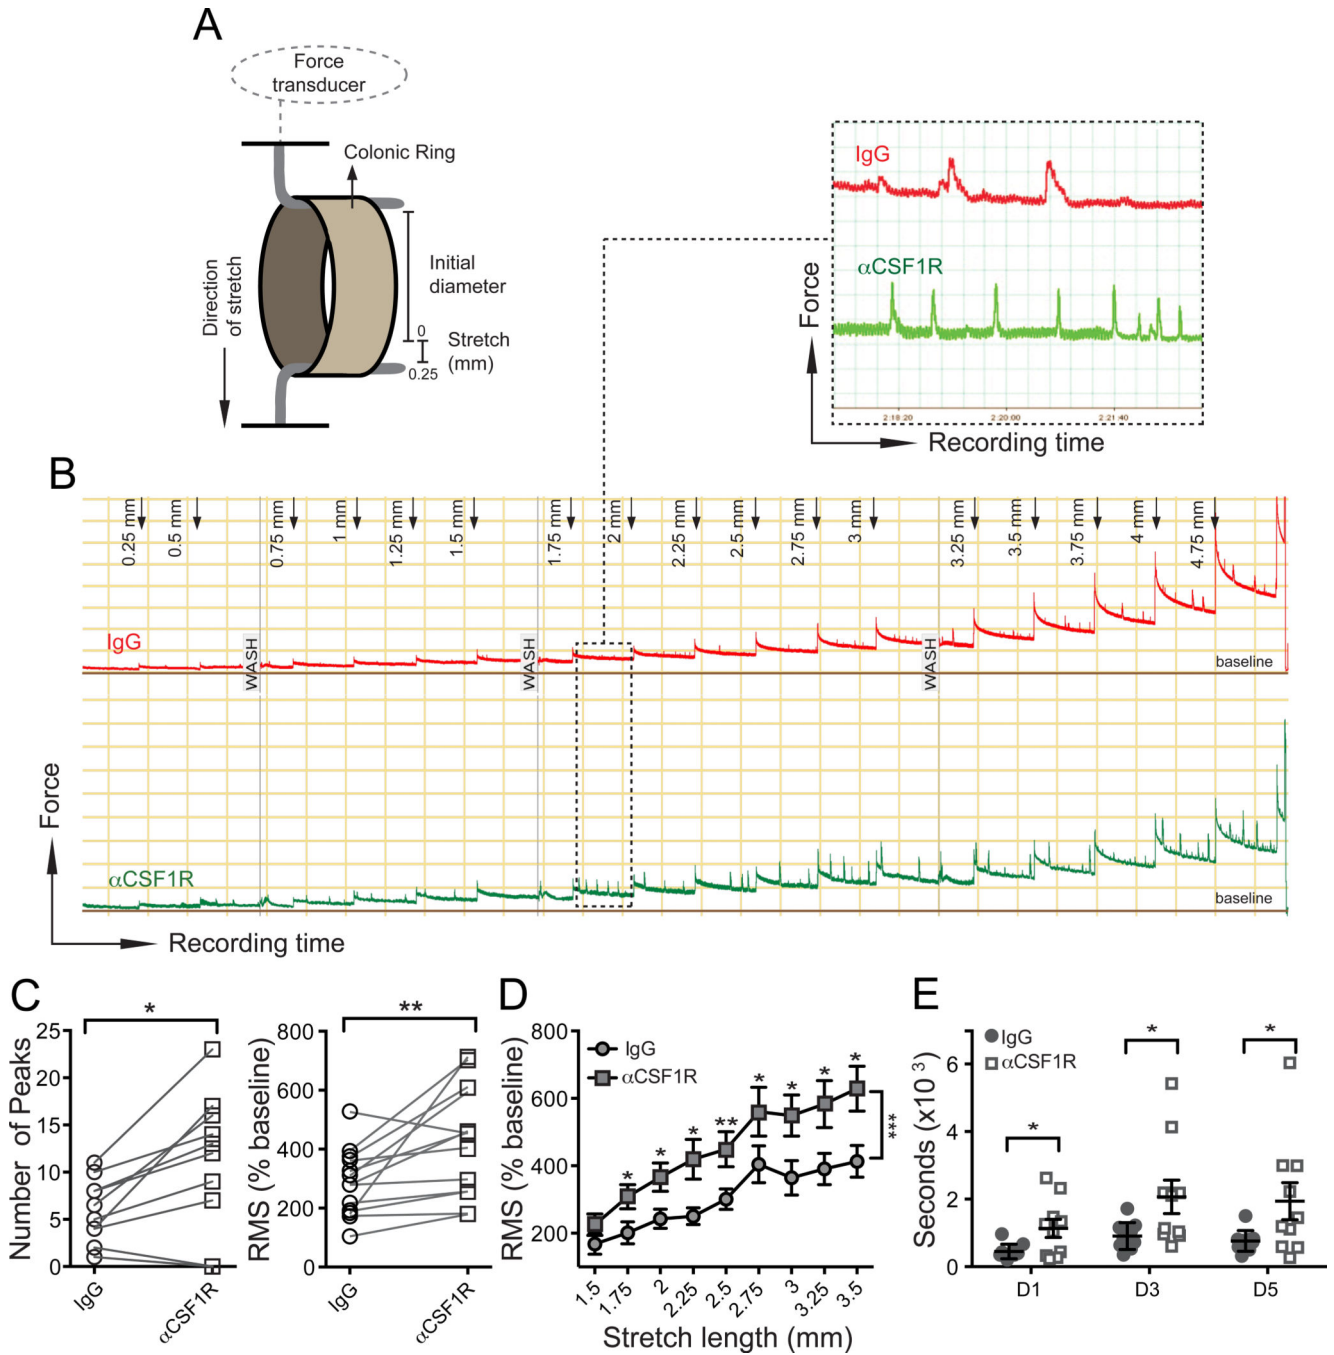 A
Force
transducer
Colonic Ring
Direction
of stretch
Initial
diameter
0
Stretch
(mm)
0.25
IgG
αCSF1R
Force
2:18:20
2:20:00
2:21:40
Recording time
B
0.25 mm
0.5 mm
0.75 mm
1 mm
1.25 mm
1.5 mm
1.75 mm
2 mm
2.25 mm
2.5 mm
2.75 mm
3 mm
3.25 mm
3.5 mm
3.75 mm
4 mm
4.75 mm
IgG
WASH
WASH
WASH
baseline
Force
αCSF1R
baseline
Recording time
C
*
Number of Peaks
25
20
15
10
5
0
IgG
αCSF1R
**
RMS (% baseline)
800
600
400
200
0
IgG
αCSF1R
D
RMS (% baseline)
800
600
400
200
IgG
αCSF1R
* * * ** * * * *
***
1.5
1.75
2
2.25
2.5
2.75
3
3.25
3.5
Stretch length (mm)
E
Seconds (x10 3)
6
4
2
0
IgG
αCSF1R
*
*
*
D1
D3
D5